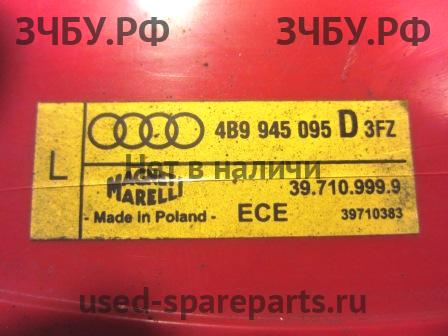 ЗЧБУ.РФ ЗЧБУ.РФ
4B9 945 095 D 3FZ
L
Нет в наличи
MAGNETI MARELLI
39.710.999.9
- Made in Poland - ECE 39710383
used-spareparts.ru